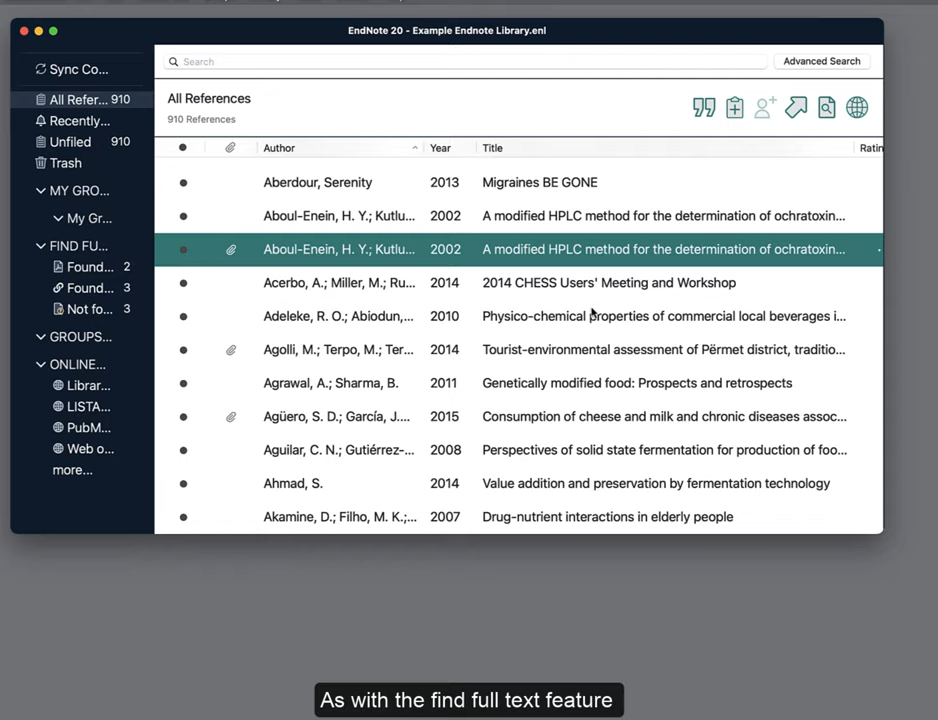 EndNote 20 - Example Endnote Library.enl
Sync Co...
Search
Advanced Search
All Refer... 910
Recently...
Unfiled 910
Trash
MY GRO...
My Gr...
FIND FU...
Found... 2
Found... 3
Not fo... 3
GROUPS...
ONLINE...
Librar...
LISTA...
PubM...
Web o...
more...
All References
910 References
Author Year Title Ratin
Aberdour, Serenity 2013 Migraines BE GONE
Aboul-Enein, H. Y.; Kutlu... 2002 A modified HPLC method for the determination of ochratoxin...
Aboul-Enein, H. Y.; Kutlu... 2002 A modified HPLC method for the determination of ochratoxin...
Acerbo, A.; Miller, M.; Ru... 2014 2014 CHESS Users' Meeting and Workshop
Adeleke, R. O.; Abiodun,... 2010 Physico-chemical properties of commercial local beverages i...
Agolli, M.; Terpo, M.; Ter... 2014 Tourist-environmental assessment of Përmet district, traditio...
Agrawal, A.; Sharma, B. 2011 Genetically modified food: Prospects and retrospects
Agüero, S. D.; García, J.... 2015 Consumption of cheese and milk and chronic diseases assoc...
Aguilar, C. N.; Gutiérrez-... 2008 Perspectives of solid state fermentation for production of foo...
Ahmad, S. 2014 Value addition and preservation by fermentation technology
Akamine, D.; Filho, M. K.;... 2007 Drug-nutrient interactions in elderly people
As with the find full text feature